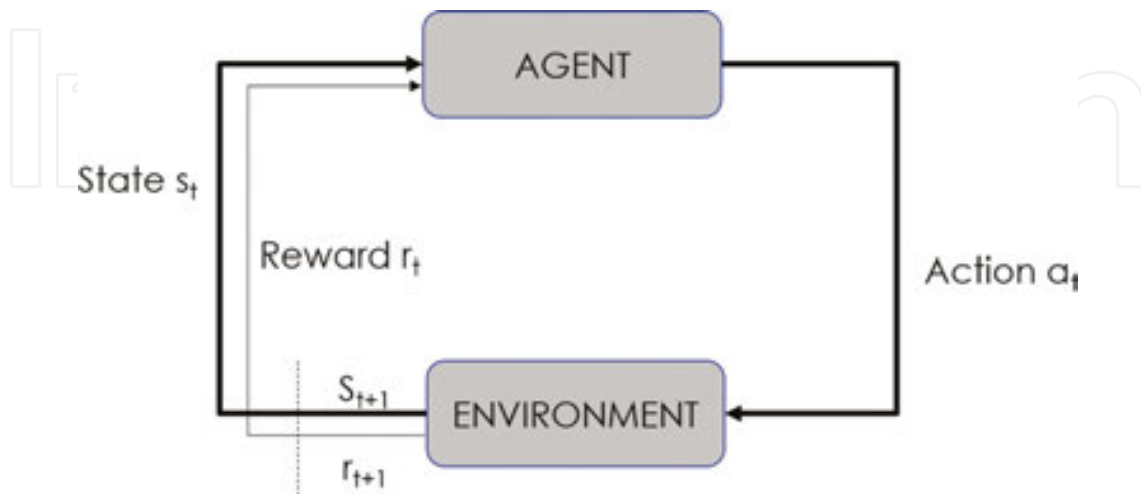 AGENT
State sₜ
Reward rₜ
Action aₜ
Sₜ₊₁
ENVIRONMENT
rₜ₊₁